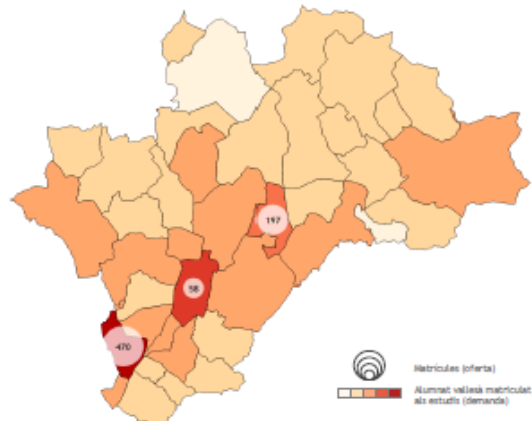 197
58
470
Matrícules (oferta)
Alumnat vallesà matriculat
als estudis (demanda)